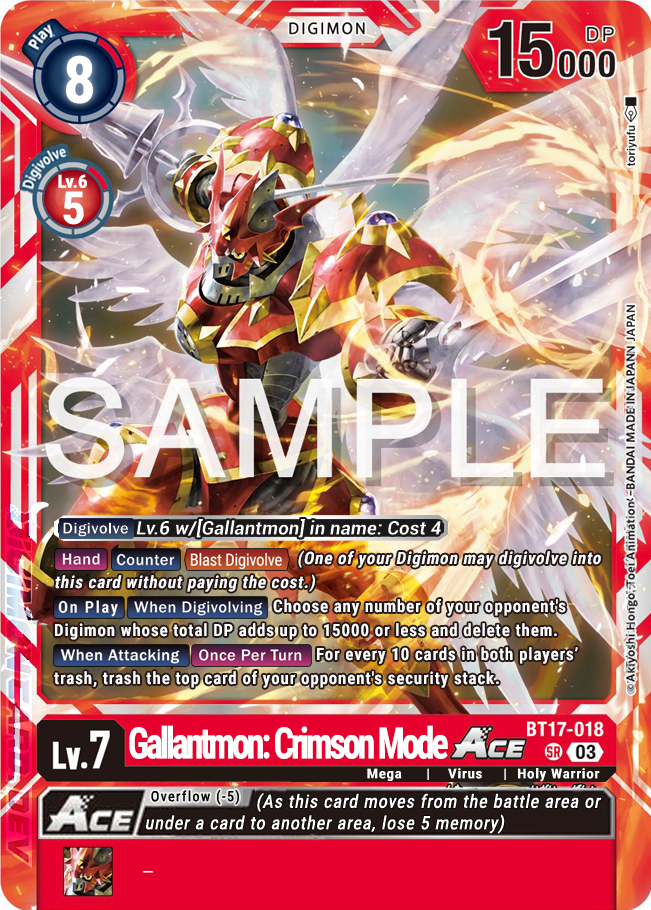 Play
8
DIGIMON
15000
DP
Digivolve
Lv.6
5
toriyufu
SAMPLE
Digivolve Lv.6 w/[Gallantmon] in name: Cost 4
Hand Counter Blast Digivolve (One of your Digimon may digivolve into
this card without paying the cost.)
On Play When Digivolving Choose any number of your opponent's
Digimon whose total DP adds up to 15000 or less and delete them.
When Attacking Once Per Turn For every 10 cards in both players'
trash, trash the top card of your opponent's security stack.
©Akiyoshi Hongo, Toei Animation・BANDAI MADE IN JAPANN JAPAN
Lv.7
Gallantmon: Crimson Mode ACE
BT17-018
SR 03
Mega | Virus | Holy Warrior
ACE
Overflow (-5) (As this card moves from the battle area or
under a card to another area, lose 5 memory)
–